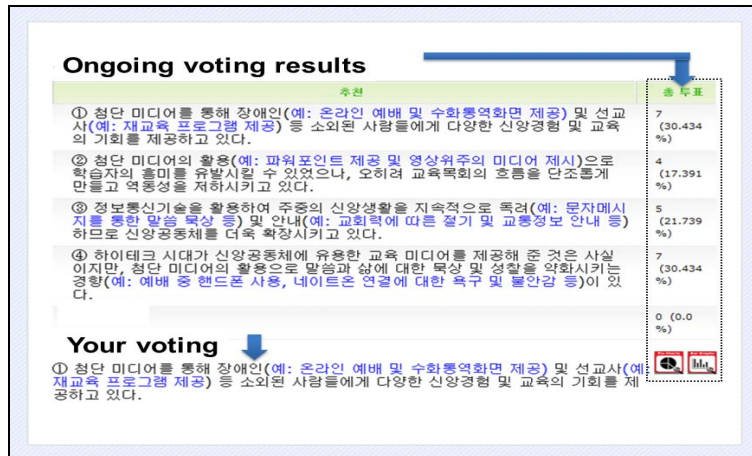 Ongoing voting results
추천 총 투표
① 첨단 미디어를 통해 장애인(예: 온라인 예배 및 수화통역화면 제공) 및 선교 7
사(예: 재교육 프로그램 제공) 등 소외된 사람들에게 다양한 신앙경험 및 교육 (30.434
의 기회를 제공하고 있다. %)
② 첨단 미디어의 활용(예: 파워포인트 제공 및 영상위주의 미디어 제시)으로 4
학습자의 흥미를 유발시킬 수 있었으나, 오히려 교육목회의 흐름을 단조롭게 (17.391
만들고 역동성을 저하시키고 있다. %)
③ 정보통신기술을 활용하여 주중의 신앙생활을 지속적으로 독려(예: 문자메시 5
지를 통한 말씀 묵상 등) 및 안내(예: 교회력에 따른 절기 및 교통정보 안내 등) (21.739
하므로 신앙공동체를 더욱 확장시키고 있다. %)
④ 하이테크 시대가 신앙공동체에 유용한 교육 미디어를 제공해 준 것은 사실 7
이지만, 첨단 미디어의 활용으로 말씀과 삶에 대한 묵상 및 성찰을 약화시키는 (30.434
경향(예: 예배 중 핸드폰 사용, 네이트온 연결에 대한 욕구 및 불안감 등)이 있 %)
다.
0 (0.0
%)
Your voting
① 첨단 미디어를 통해 장애인(예: 온라인 예배 및 수화통역화면 제공) 및 선교사(예:
재교육 프로그램 제공) 등 소외된 사람들에게 다양한 신앙경험 및 교육의 기회를 제
공하고 있다.